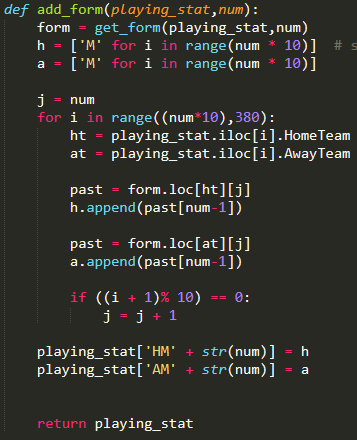 def add_form(playing_stat,num):
    form = get_form(playing_stat,num)
    h = ['M' for i in range(num * 10)]  # s
    a = ['M' for i in range(num * 10)]
    j = num
    for i in range((num*10),380):
        ht = playing_stat.iloc[i].HomeTeam
        at = playing_stat.iloc[i].AwayTeam
        past = form.loc[ht][j]
        h.append(past[num-1])
        past = form.loc[at][j]
        a.append(past[num-1])
        if ((i + 1)% 10) == 0:
            j = j + 1
    playing_stat['HM' + str(num)] = h
    playing_stat['AM' + str(num)] = a
    return playing_stat